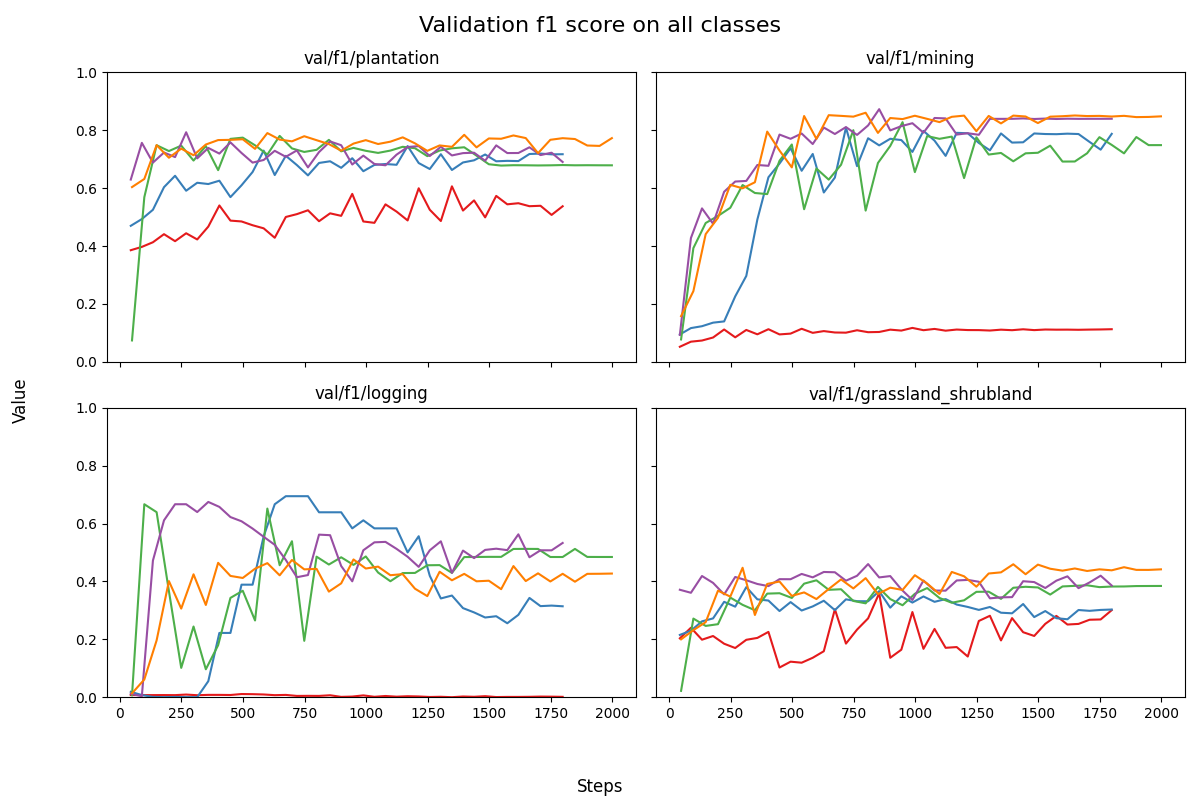 Validation f1 score on all classes
val/f1/plantation
val/f1/mining
1.0
0.8
0.6
0.4
0.2
0.0
val/f1/logging
val/f1/grassland_shrubland
1.0
0.8
0.6
0.4
0.2
0.0
0 250 500 750 1000 1250 1500 1750 2000
0 250 500 750 1000 1250 1500 1750 2000
Value
Steps